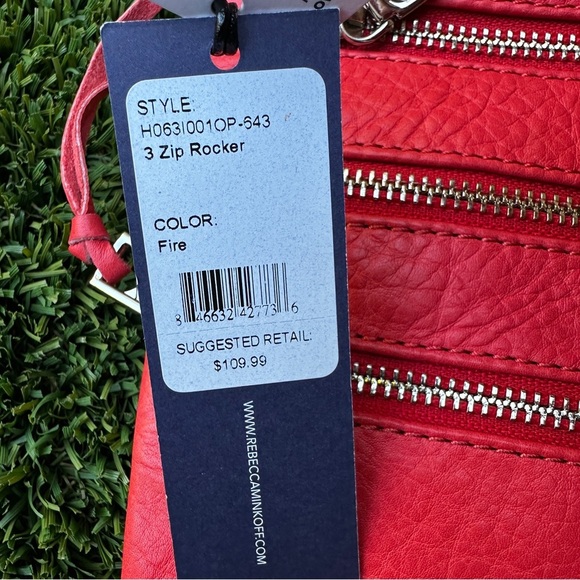 STYLE:
H063I001OP-643
3 Zip Rocker
COLOR:
Fire
8 46632 42773 6
SUGGESTED RETAIL:
$109.99
WWW.REBECCAMINKOFF.COM